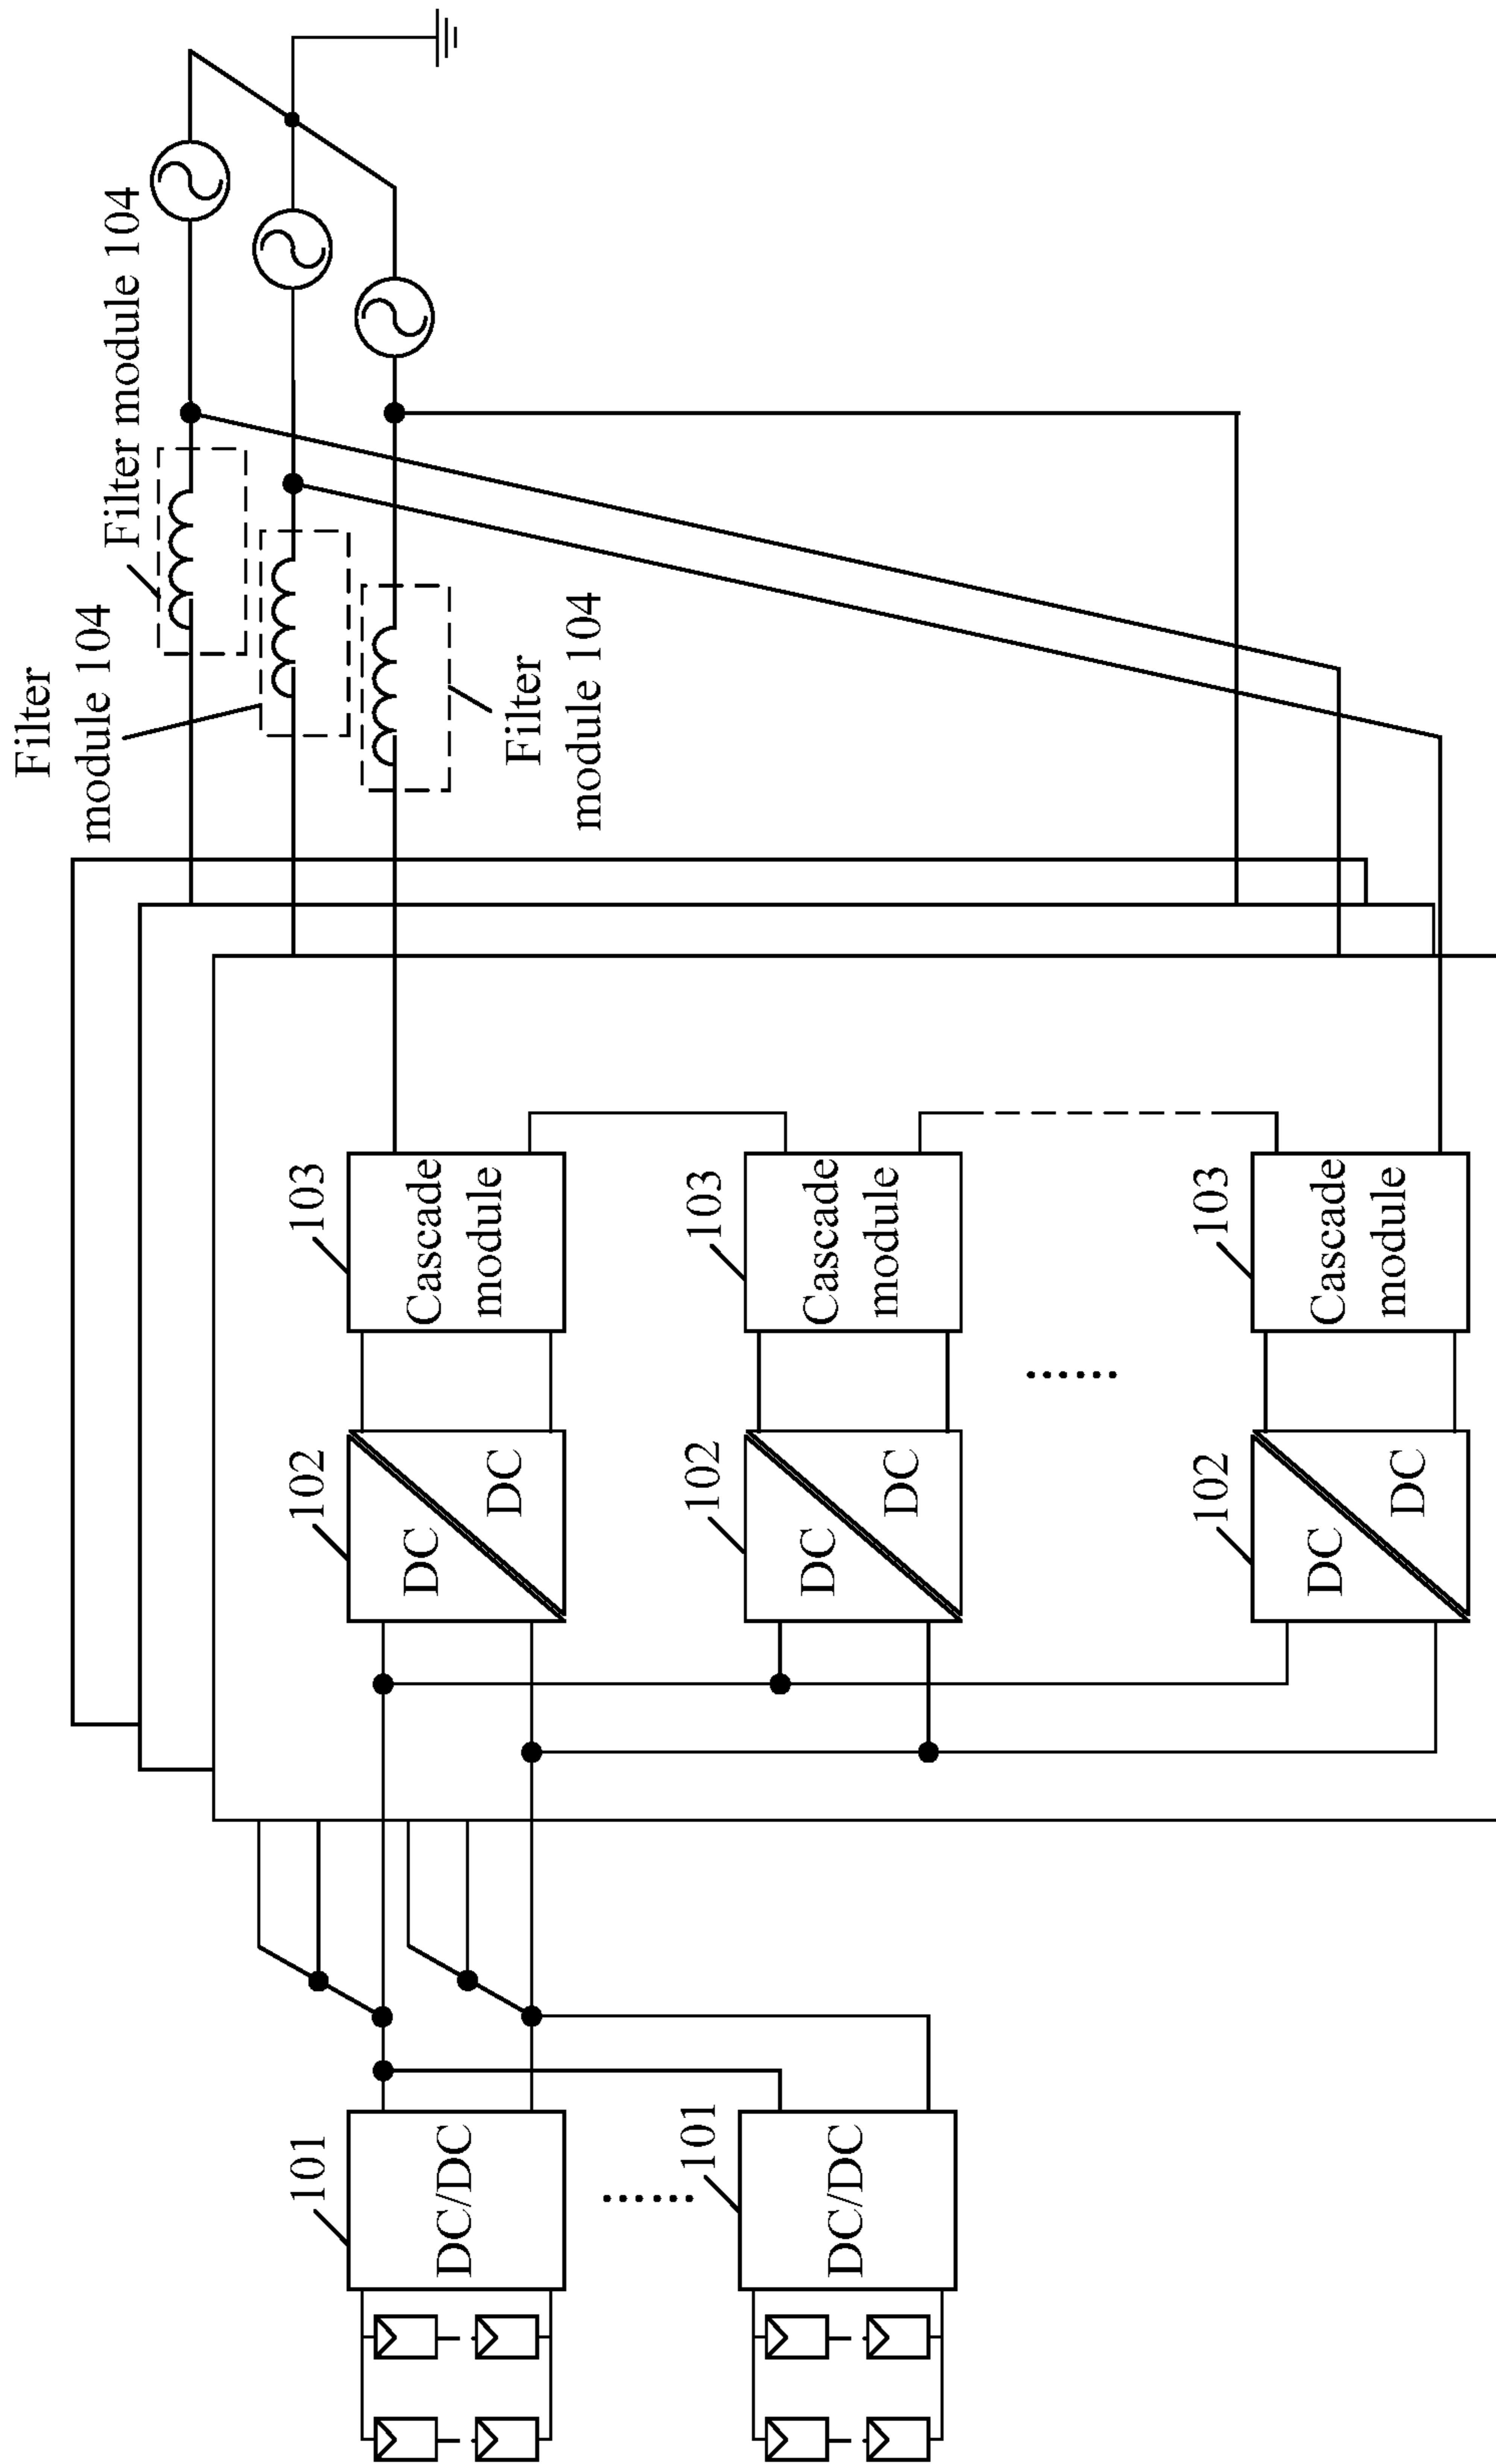 Filter
module 104
Filter module 104
Filter
module 104
101
DC/DC
102
DC
DC
103
Cascade
module
......
101
DC/DC
102
DC
DC
103
Cascade
module
......
102
DC
DC
103
Cascade
module